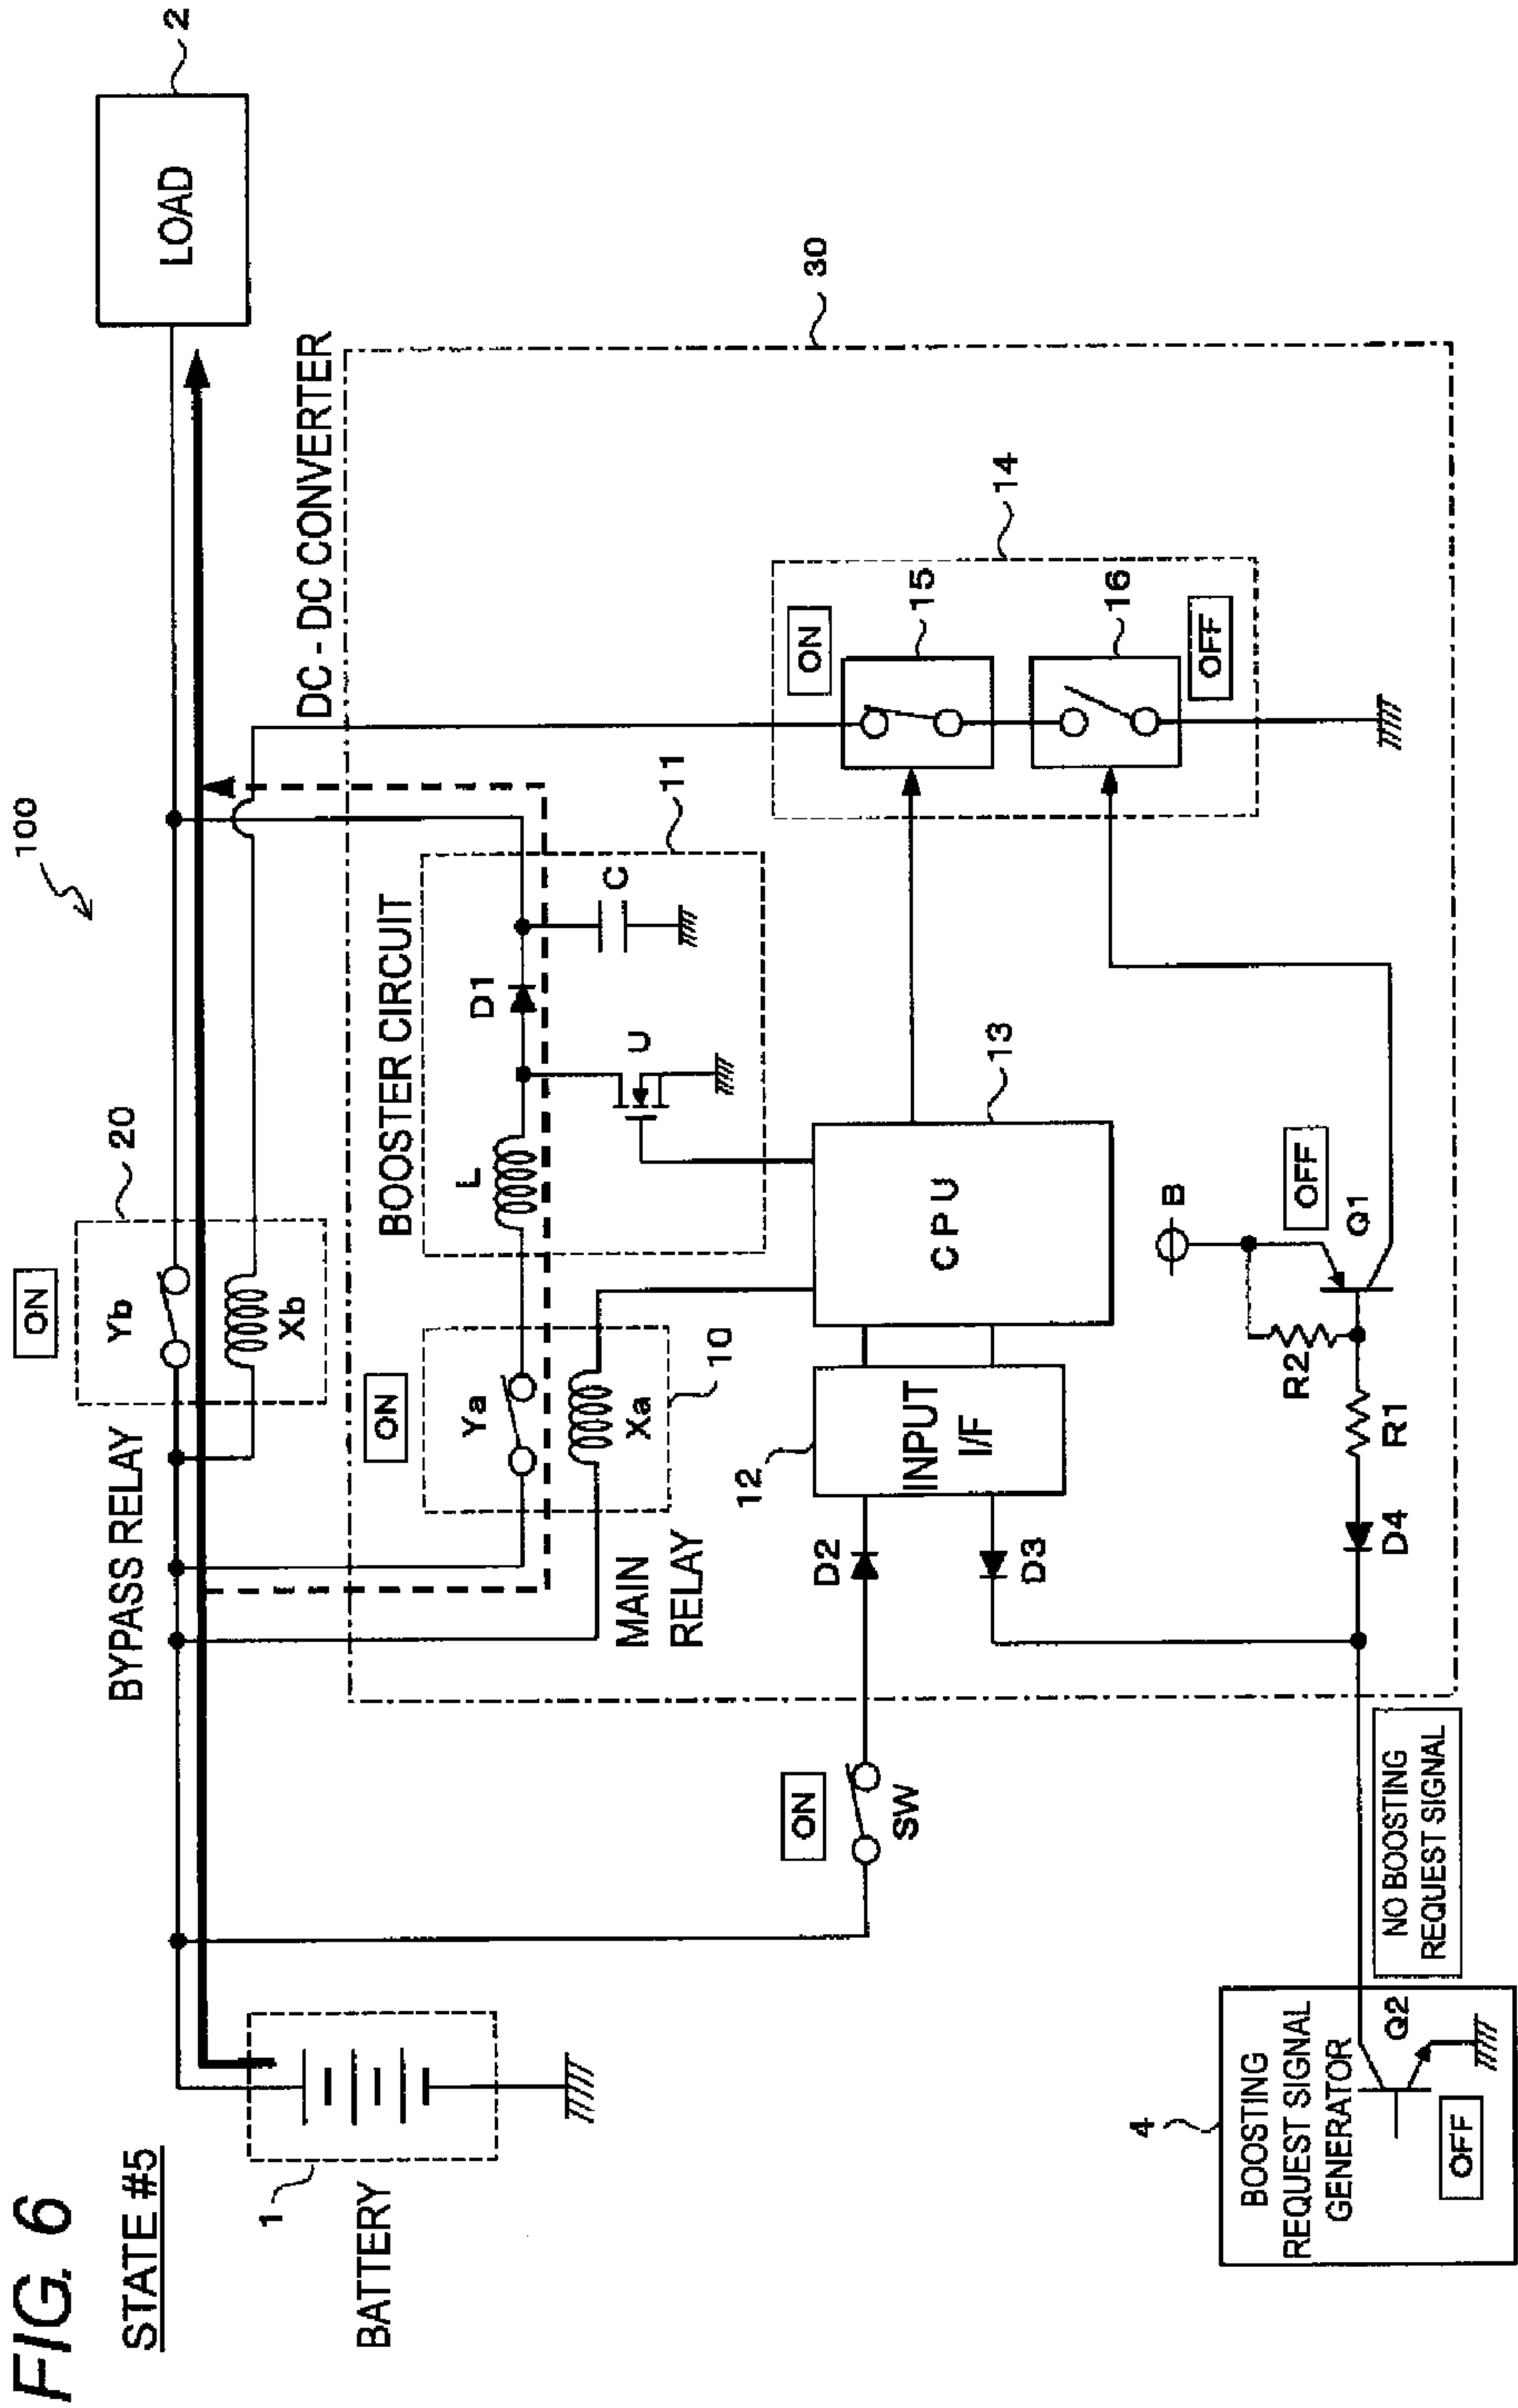 FIG. 6
STATE #5
100
2
LOAD
BYPASS RELAY
20
ON
Yb
Xb
DC - DC CONVERTER
30
1
BATTERY
BOOSTER CIRCUIT
11
ON
Ya
Xa
10
MAIN
RELAY
L
D1
C
U
ON
SW
D2
D3
12
INPUT
I/F
CPU
13
14
ON
15
16
OFF
B
OFF
Q1
R2
R1
D4
4
BOOSTING
REQUEST SIGNAL
GENERATOR
OFF
Q2
NO BOOSTING
REQUEST SIGNAL